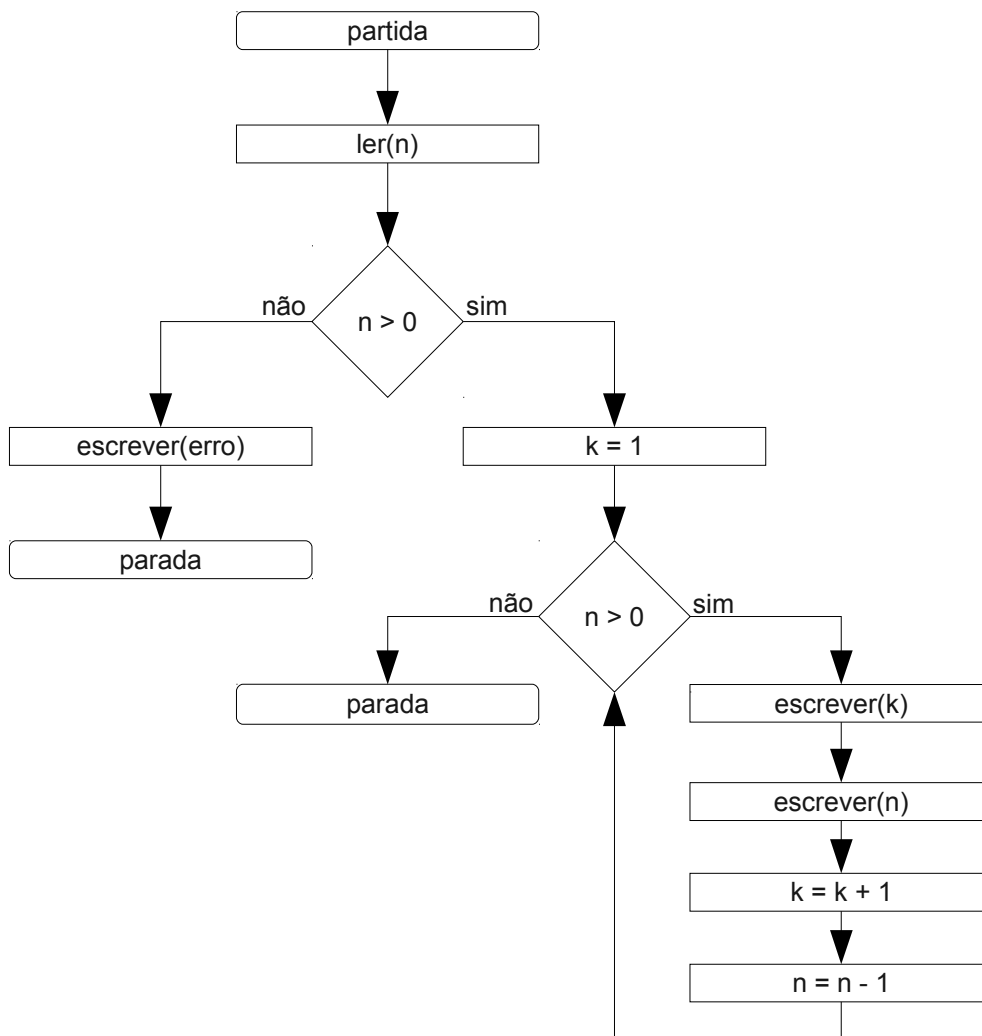 partida
ler(n)
não
sim
n > 0
escrever(erro)
k = 1
parada
não
sim
n > 0
parada
escrever(k)
escrever(n)
k = k + 1
n = n - 1